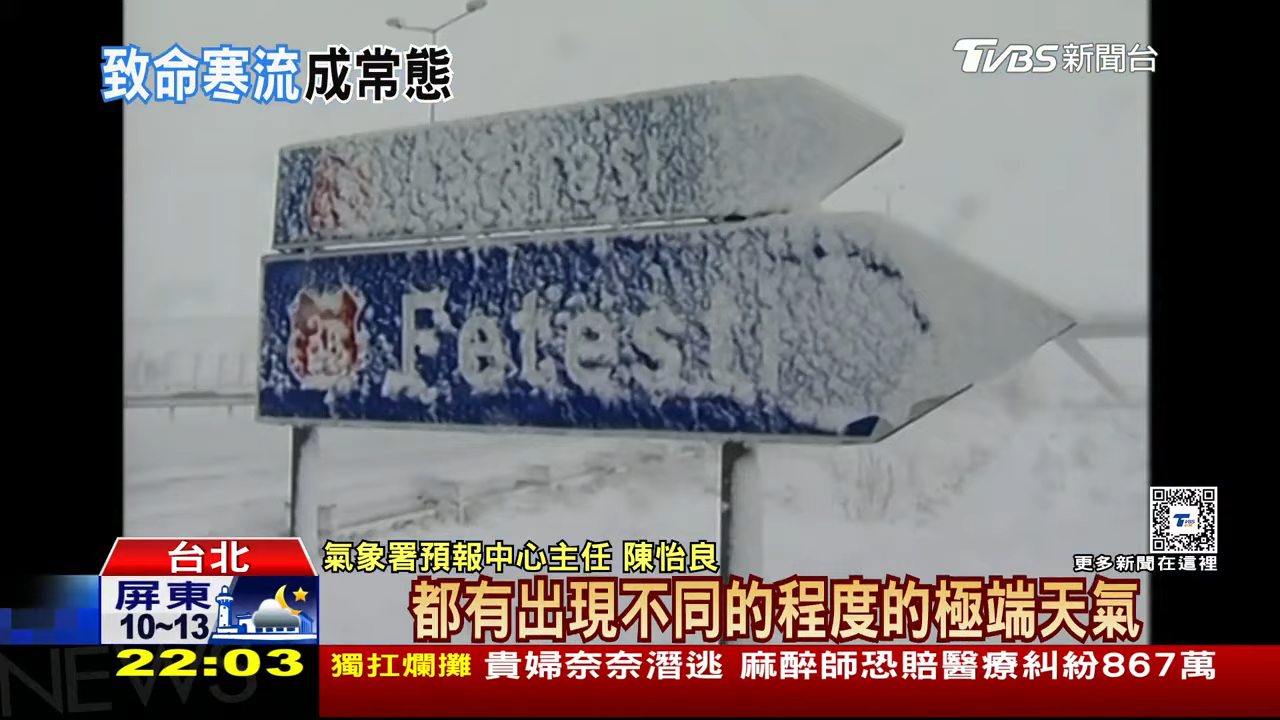 致命寒流成常態
TVBS新聞台
Fetesti
更多新聞在這裡
台北
氣象署預報中心主任 陳怡良
屏東
10~13
都有出現不同的程度的極端天氣
22:03
獨扛爛攤 貴婦奈奈潛逃 麻醉師恐賠醫療糾紛867萬
NEWS